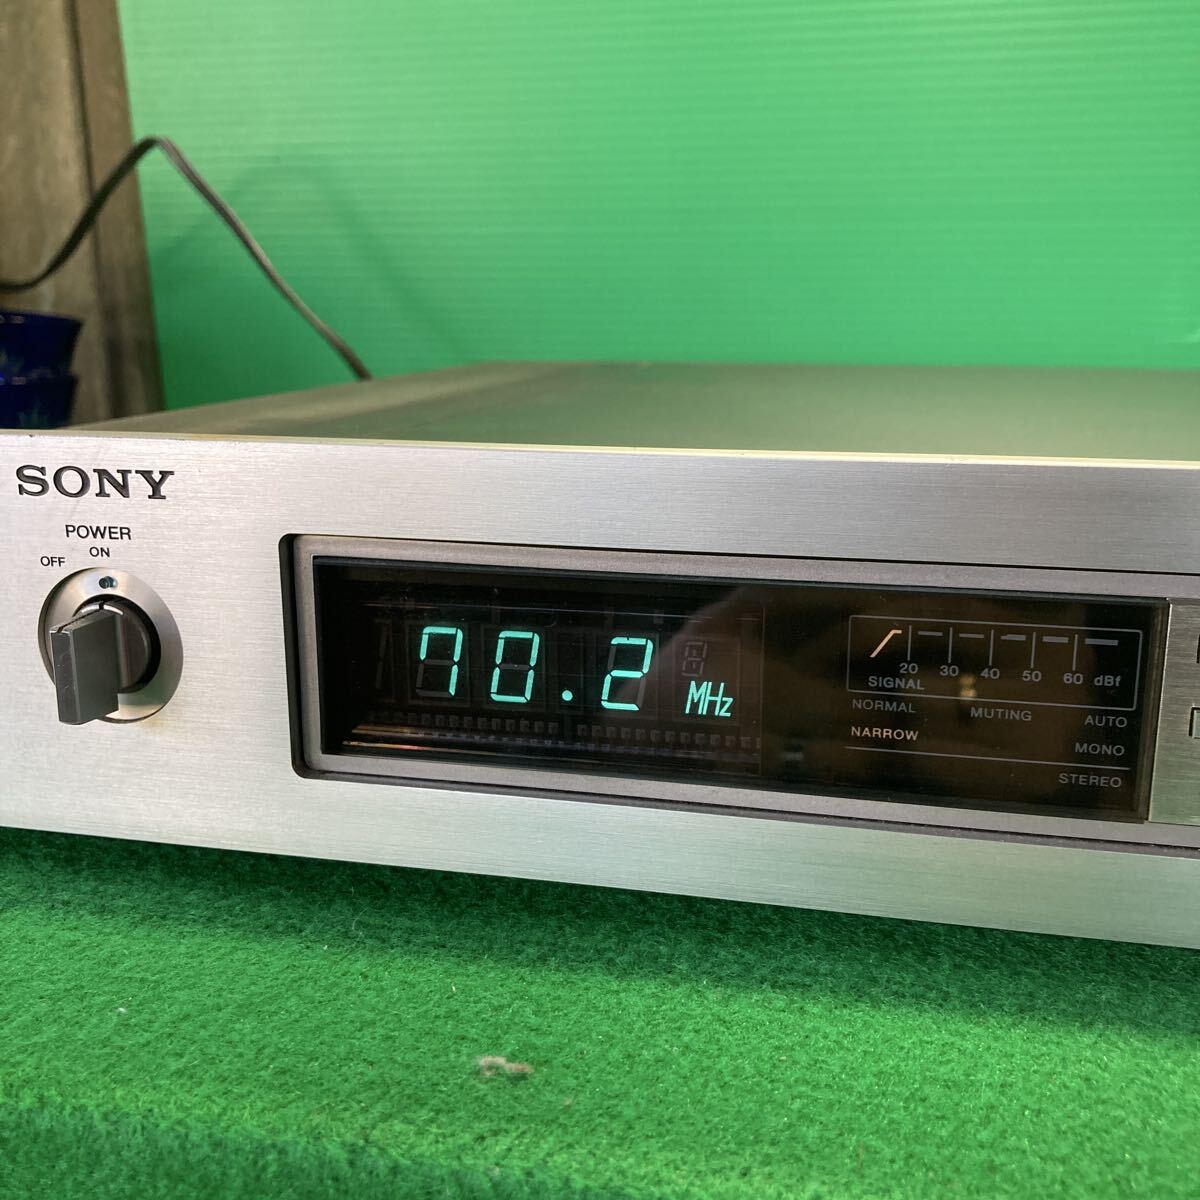 SONY
POWER
ON
OFF
70.2 MHz
20 30 40 50 60 dBf
SIGNAL
NORMAL MUTING AUTO
NARROW MONO
STEREO